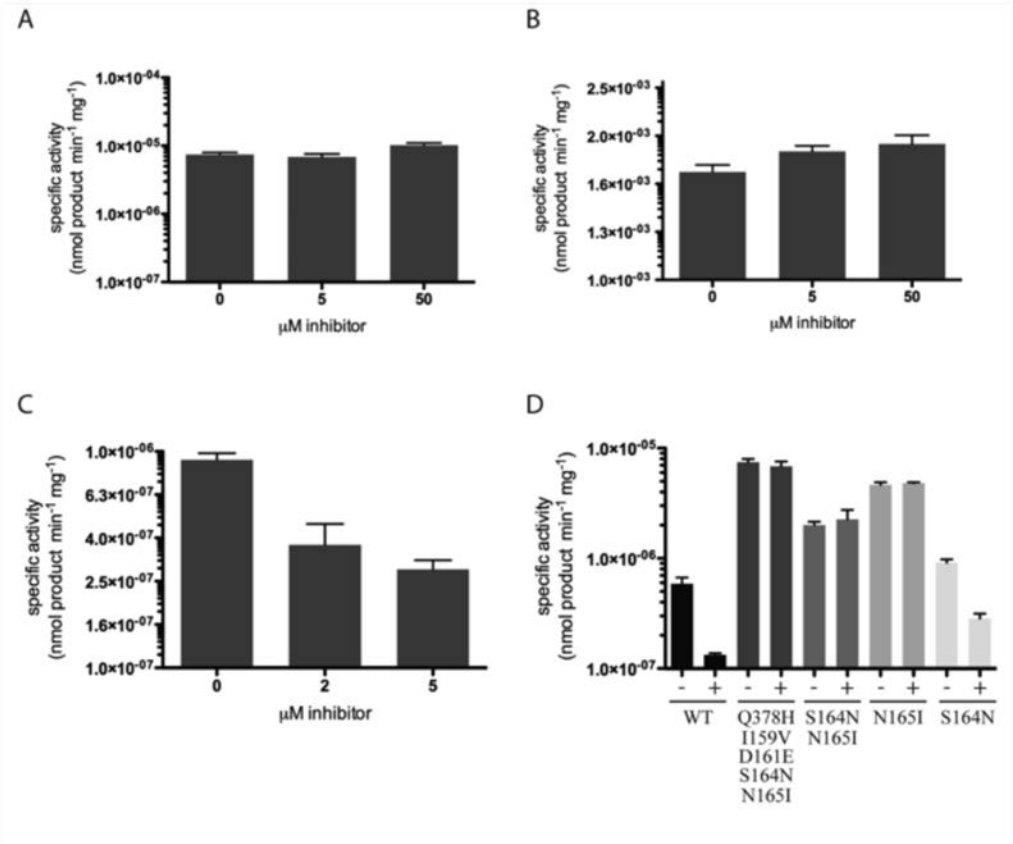 A
specific activity
(nmol product min⁻¹ mg⁻¹)
1.0×10⁻⁰⁴
1.0×10⁻⁰⁵
1.0×10⁻⁰⁶
1.0×10⁻⁰⁷
0 5 50
μM inhibitor
B
specific activity
(nmol product min⁻¹ mg⁻¹)
2.5×10⁻⁰³
2.0×10⁻⁰³
1.6×10⁻⁰³
1.3×10⁻⁰³
1.0×10⁻⁰³
0 5 50
μM inhibitor
C
specific activity
(nmol product min⁻¹ mg⁻¹)
1.0×10⁻⁰⁶
6.3×10⁻⁰⁷
4.0×10⁻⁰⁷
2.5×10⁻⁰⁷
1.6×10⁻⁰⁷
1.0×10⁻⁰⁷
0 2 5
μM inhibitor
D
specific activity
(nmol product min⁻¹ mg⁻¹)
1.0×10⁻⁰⁵
1.0×10⁻⁰⁶
1.0×10⁻⁰⁷
- + - + - + - + - +
WT Q378H S164N N165I S164N
I159V N165I
D161E
S164N
N165I